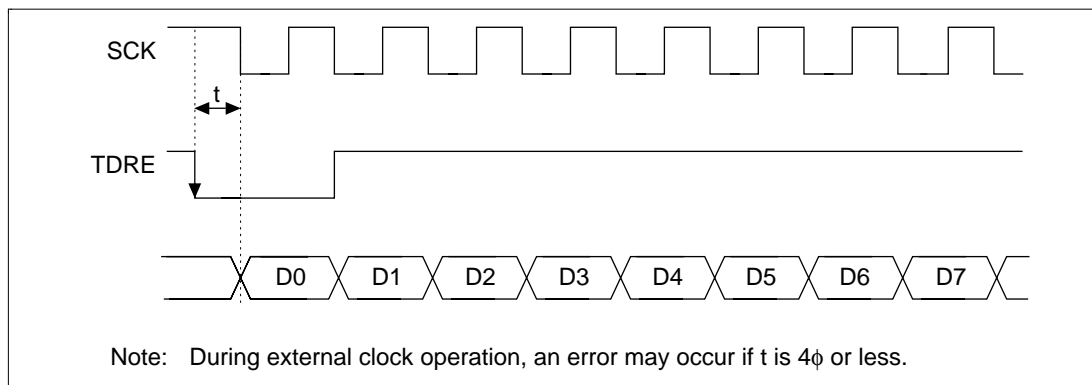 SCK
t
TDRE
D0 D1 D2 D3 D4 D5 D6 D7
Note: During external clock operation, an error may occur if t is 4ϕ or less.